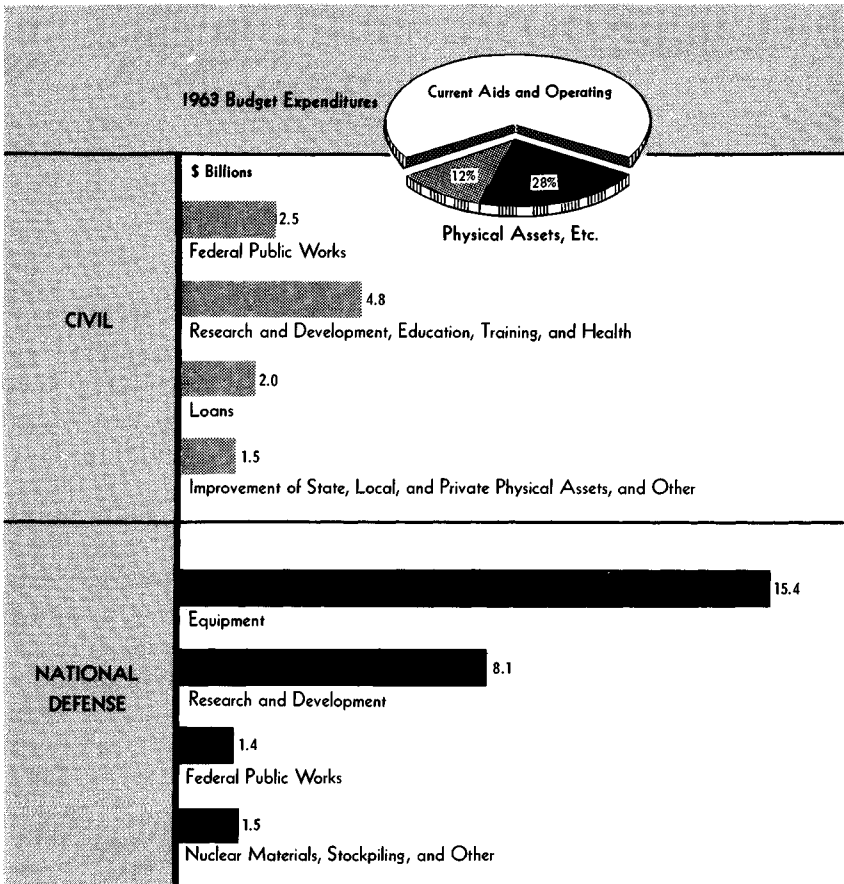 1963 Budget Expenditures
Current Aids and Operating
12%
28%
Physical Assets, Etc.
$ Billions
CIVIL
2.5
Federal Public Works
4.8
Research and Development, Education, Training, and Health
2.0
Loans
1.5
Improvement of State, Local, and Private Physical Assets, and Other
NATIONAL
DEFENSE
15.4
Equipment
8.1
Research and Development
1.4
Federal Public Works
1.5
Nuclear Materials, Stockpiling, and Other